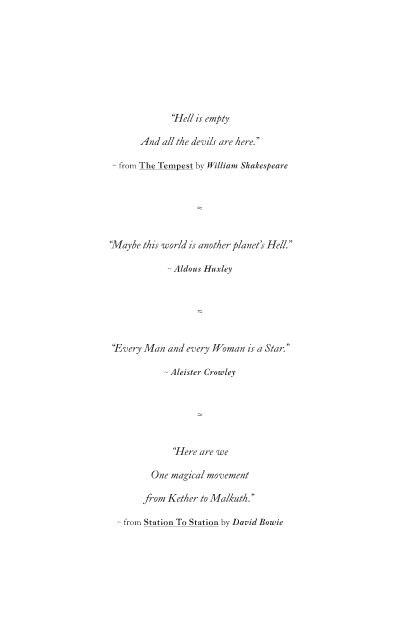 “Hell is empty
And all the devils are here.”
~ from The Tempest by William Shakespeare
≈
“Maybe this world is another planet’s Hell.”
~ Aldous Huxley
≈
“Every Man and every Woman is a Star.”
~ Aleister Crowley
≈
“Here are we
One magical movement
from Kether to Malkuth.”
~ from Station To Station by David Bowie